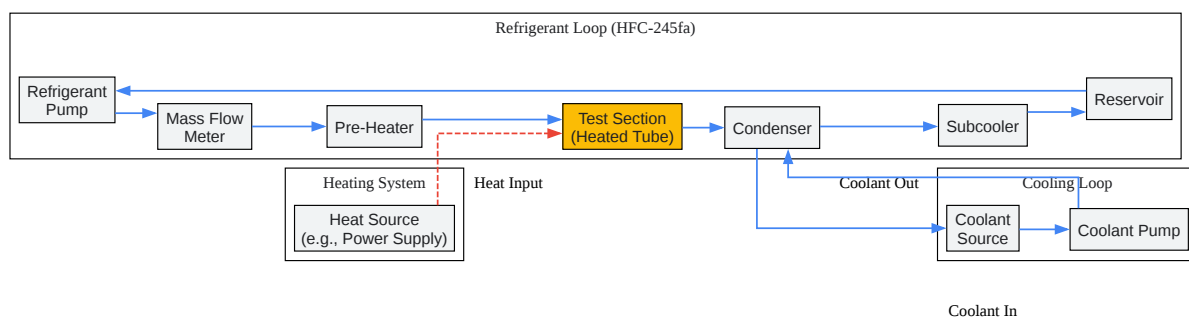 Refrigerant Loop (HFC-245fa)
Refrigerant
Pump
Mass Flow
Meter
Pre-Heater
Test Section
(Heated Tube)
Condenser
Subcooler
Reservoir
Heating System
Heat Input
Heat Source
(e.g., Power Supply)
Coolant Out
Cooling Loop
Coolant
Source
Coolant Pump
Coolant In